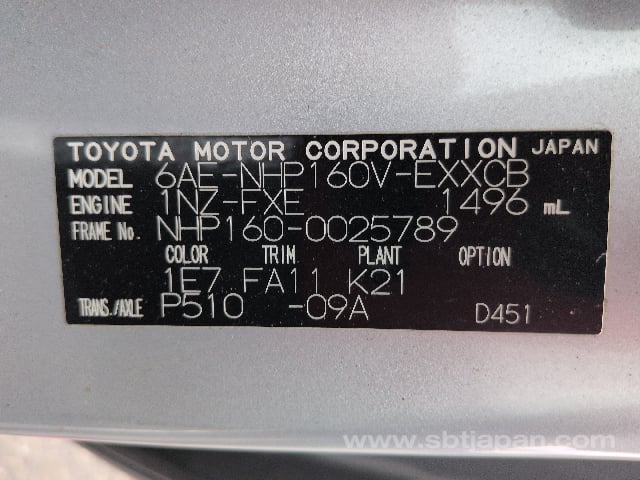 TOYOTA MOTOR CORPORATION JAPAN
MODEL 6AE-NHP160V-EXXCB
ENGINE 1NZ-FXE 1496 mL
FRAME No. NHP160-0025789
COLOR TRIM PLANT OPTION
1E7 FA11 K21
TRANS./AXLE P510 -09A D451
www.sbtjapan.com